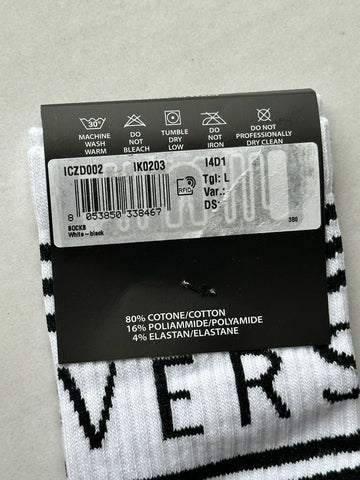 30°
MACHINE WASH WARM
DO NOT BLEACH
TUMBLE DRY LOW
DO NOT IRON
DO NOT PROFESSIONALLY DRY CLEAN
ICZD002 IK0203 I4D1
Tgl: L
Var.:
DS:
RFID
8 053850 338467
SOCKS
White-black
380
80% COTONE/COTTON
16% POLIAMMIDE/POLYAMIDE
4% ELASTAN/ELASTANE
VERS